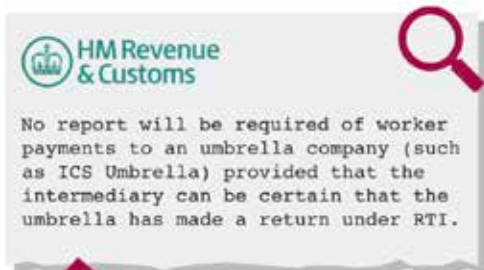 HM Revenue
& Customs
No report will be required of worker
payments to an umbrella company (such
as ICS Umbrella) provided that the
intermediary can be certain that the
umbrella has made a return under RTI.